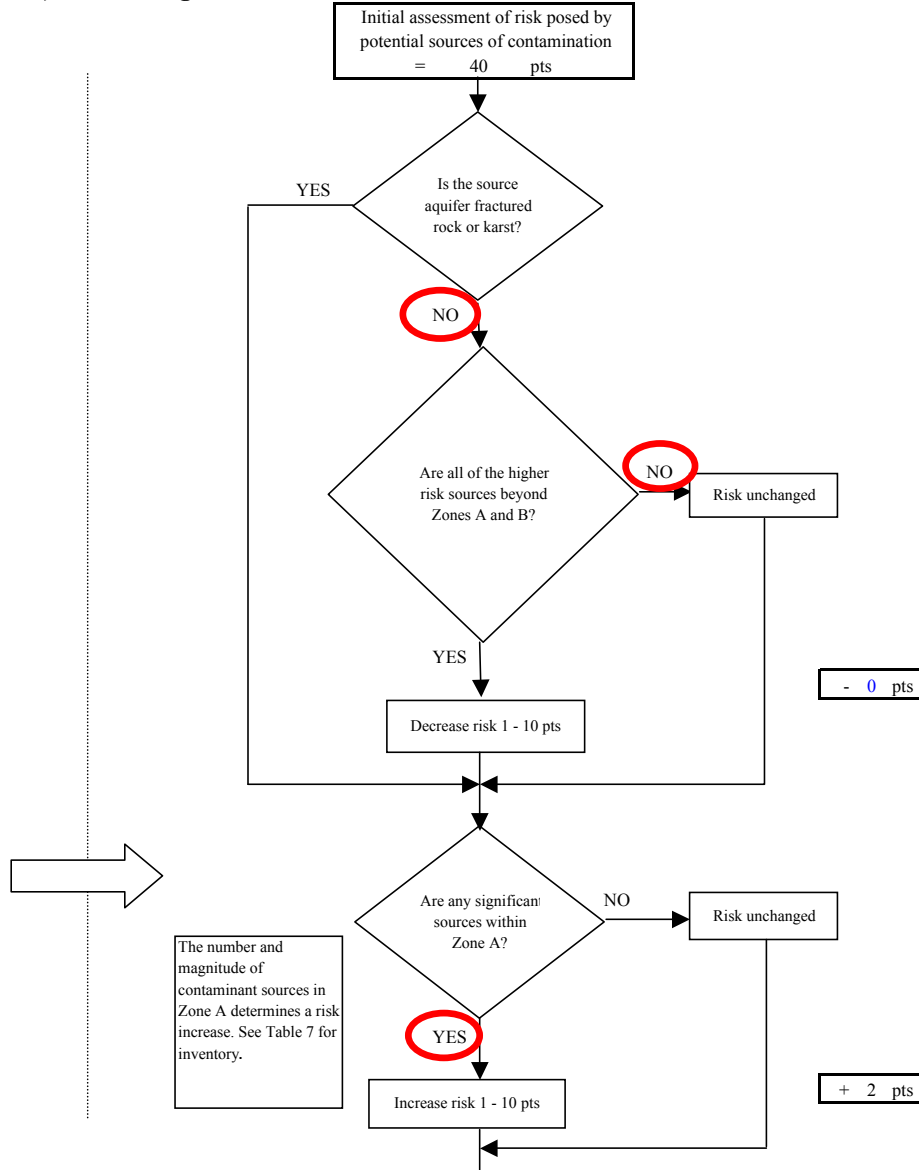 Initial assessment of risk posed by
potential sources of contamination
= 40 pts
YES
Is the source
aquifer fractured
rock or karst?
NO
Are all of the higher
risk sources beyond
Zones A and B?
NO
Risk unchanged
YES
- 0 pts
Decrease risk 1 - 10 pts
Are any significant
sources within
Zone A?
NO
Risk unchanged
The number and
magnitude of
contaminant sources in
Zone A determines a risk
increase. See Table 7 for
inventory.
YES
+ 2 pts
Increase risk 1 - 10 pts